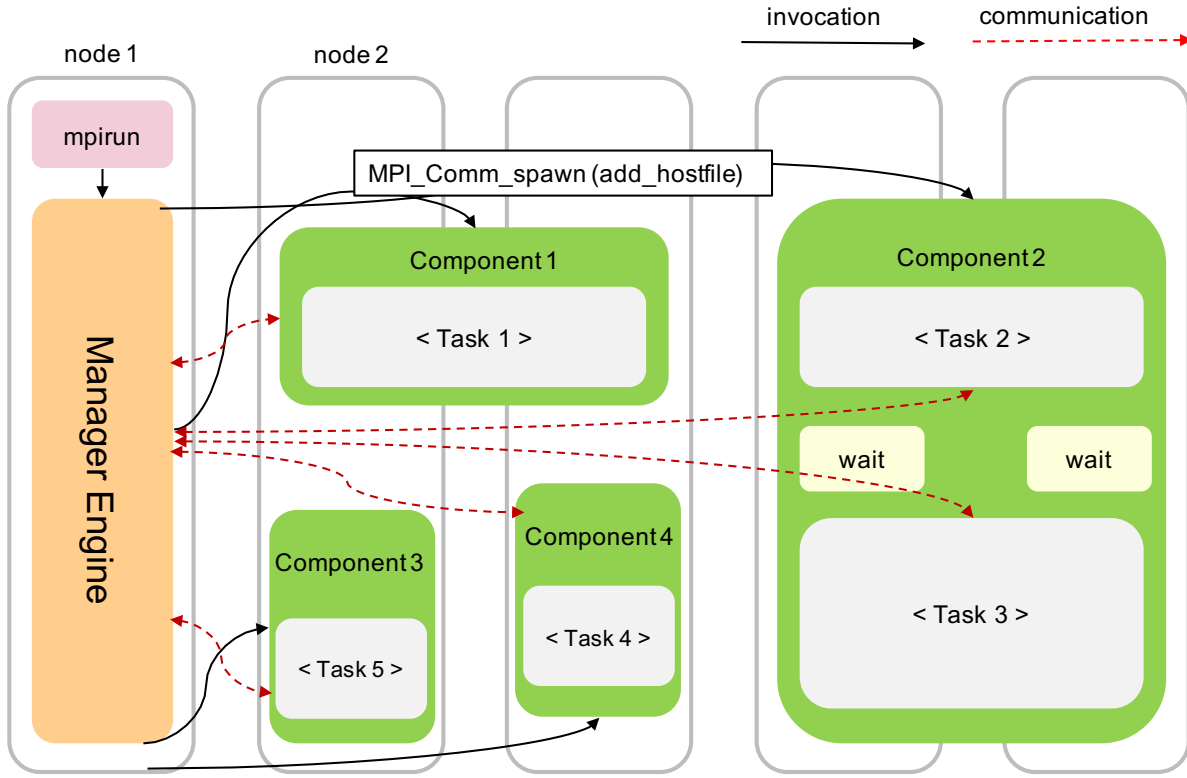 invocation
communication
node 1
node 2
mpirun
MPI_Comm_spawn (add_hostfile)
Component 1
Component 2
< Task 1 >
< Task 2 >
Manager Engine
wait
wait
Component 4
Component 3
< Task 3 >
< Task 4 >
< Task 5 >